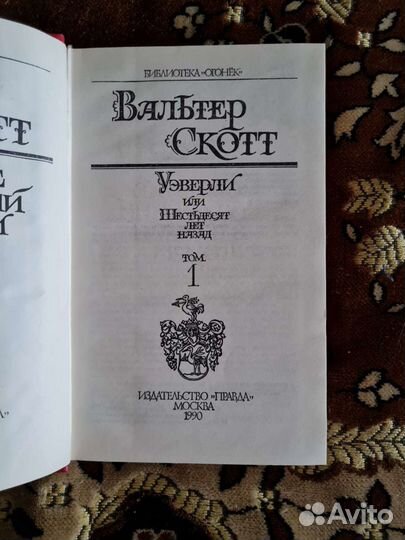 БИБЛИОТЕКА «ОГОНЁК»
ВАЛЬТЕР
СКОТТ
УЭВЕРЛИ
ИЛИ
ШЕСТЬДЕСЯТ
ЛЕТ
НАЗАД
ТОМ
1
ИЗДАТЕЛЬСТВО «ПРАВДА»
МОСКВА
1990
Avito